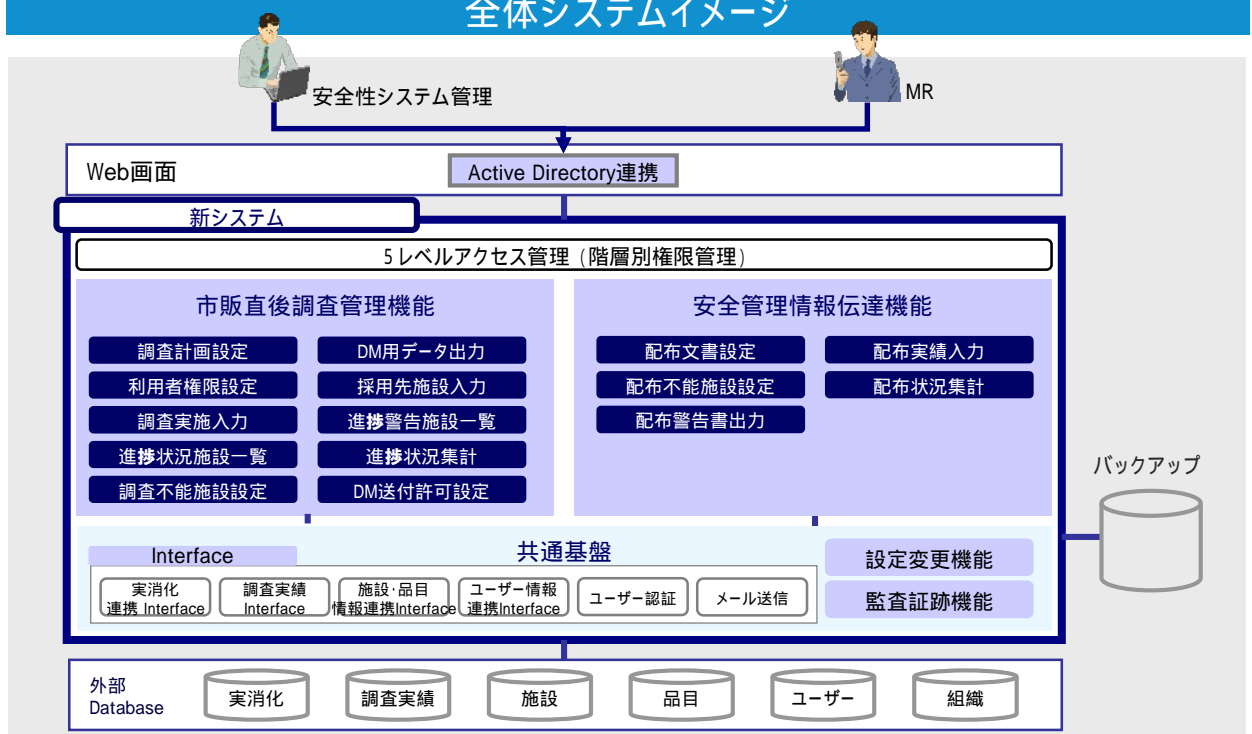 全体システムイメージ
安全性システム管理
MR
Web画面
Active Directory連携
新システム
5レベルアクセス管理（階層別権限管理）
市販直後調査管理機能
調査計画設定
DM用データ出力
利用者権限設定
採用先施設入力
調査実施入力
進捗警告施設一覧
進捗状況施設一覧
進捗状況集計
調査不能施設設定
DM送付許可設定
安全管理情報伝達機能
配布文書設定
配布実績入力
配布不能施設設定
配布状況集計
配布警告書出力
バックアップ
Interface
共通基盤
実消化
連携 Interface
調査実績
Interface
施設・品目
情報連携Interface
ユーザー情報
連携Interface
ユーザー認証
メール送信
設定変更機能
監査証跡機能
外部
Database
実消化
調査実績
施設
品目
ユーザー
組織